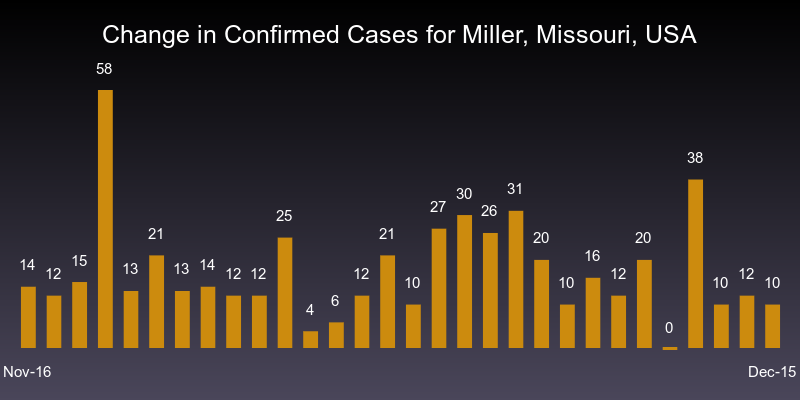 Change in Confirmed Cases for Miller, Missouri, USA
14 12 15 58 13 21 13 14 12 12 25 4 6 12 21 10 27 30 26 31 20 10 16 12 20 0 38 10 12 10
Nov-16 Dec-15